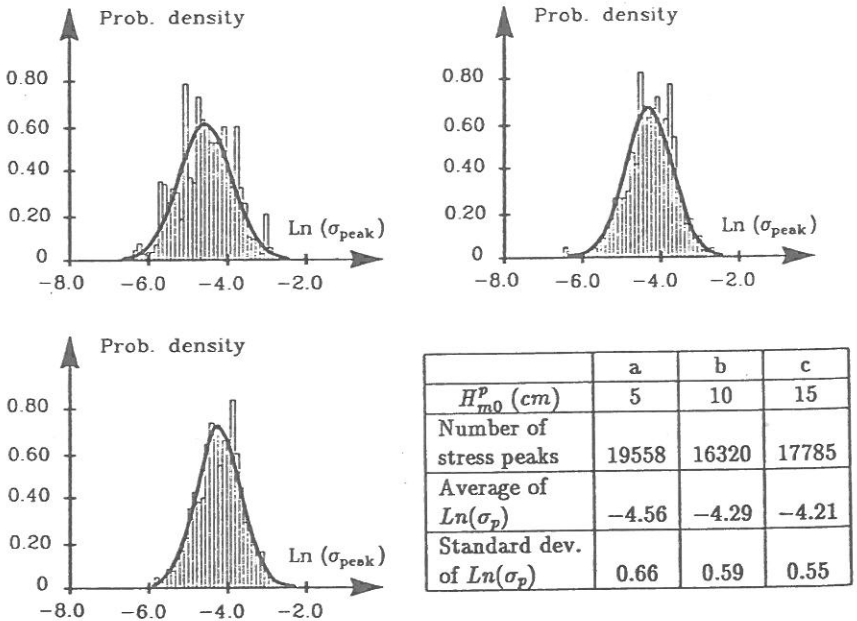 Prob. density
0.80
0.60
0.40
0.20
0
Ln (σpeak)
−8.0 −6.0 −4.0 −2.0
Prob. density
0.80
0.60
0.40
0.20
0
Ln (σpeak)
−8.0 −6.0 −4.0 −2.0
Prob. density
0.80
0.60
0.40
0.20
0
Ln (σpeak)
−8.0 −6.0 −4.0 −2.0
a b c
H^p_m0 (cm) 5 10 15
Number of
stress peaks 19558 16320 17785
Average of
Ln(σp) −4.56 −4.29 −4.21
Standard dev.
of Ln(σp) 0.66 0.59 0.55